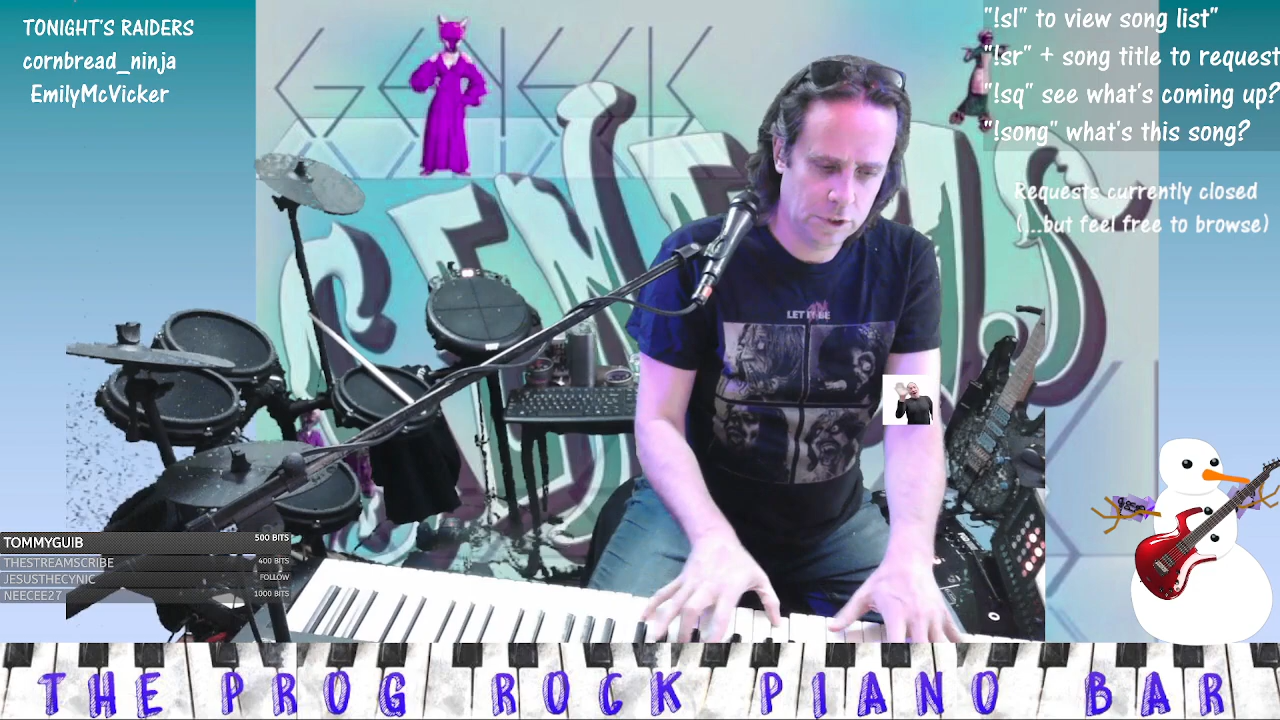 TONIGHT'S RAIDERS
cornbread_ninja
EmilyMcVicker
"!sl" to view song list"
"!sr" + song title to request
"!sq" see what's coming up?
"!song" what's this song?
Requests currently closed
(...but feel free to browse)
GENESIS
GENESIS
LET IT BE
TOMMYGUIB 500 BITS
THESTREAMSCRIBE 400 BITS
JESUSTHECYNIC FOLLOW
NEECEE27 1000 BITS
THE PROG ROCK PIANO BAR